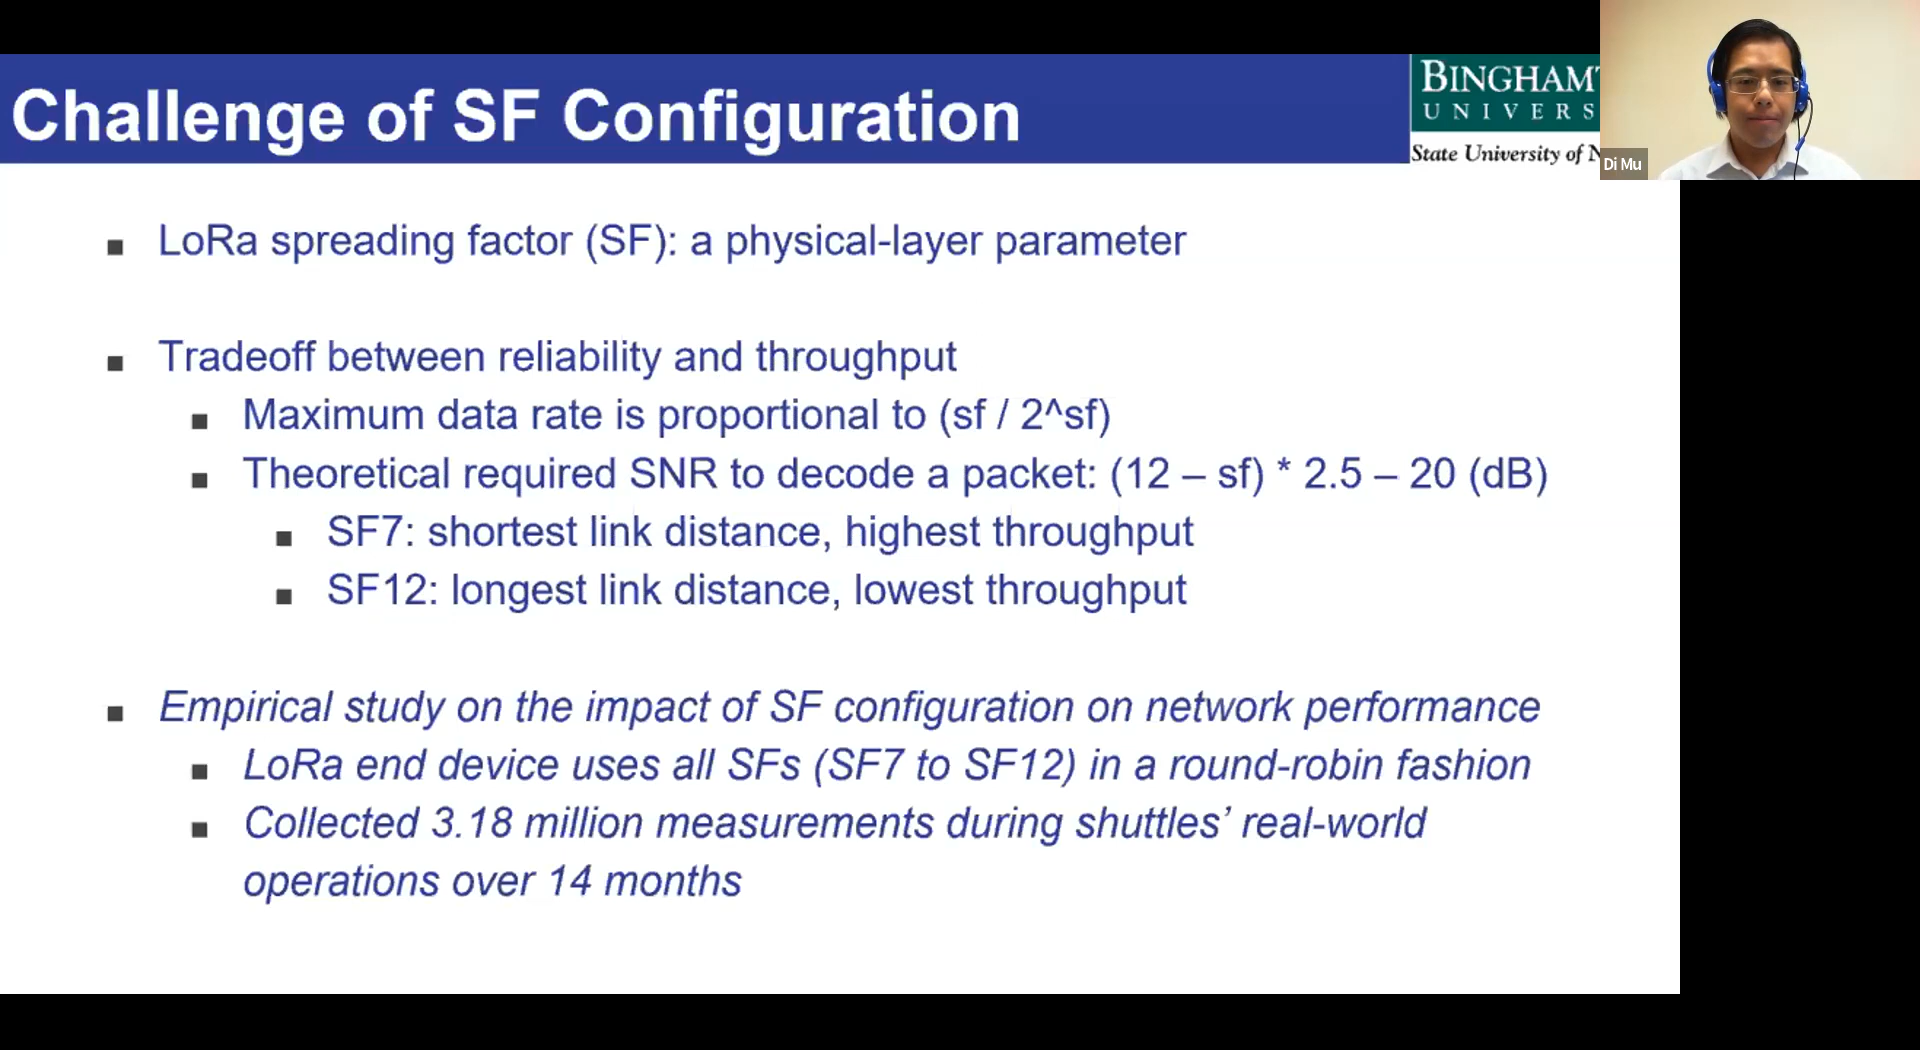 Challenge of SF Configuration
BINGHAM
UNIVERS
State University of N
Di Mu
LoRa spreading factor (SF): a physical-layer parameter
Tradeoff between reliability and throughput
Maximum data rate is proportional to (sf / 2^sf)
Theoretical required SNR to decode a packet: (12 – sf) * 2.5 – 20 (dB)
SF7: shortest link distance, highest throughput
SF12: longest link distance, lowest throughput
Empirical study on the impact of SF configuration on network performance
LoRa end device uses all SFs (SF7 to SF12) in a round-robin fashion
Collected 3.18 million measurements during shuttles’ real-world
operations over 14 months